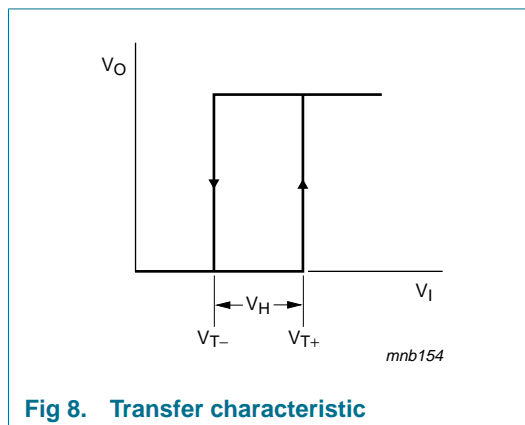 VO
VI
VH
VT−
VT+
mnb154
Fig 8. Transfer characteristic